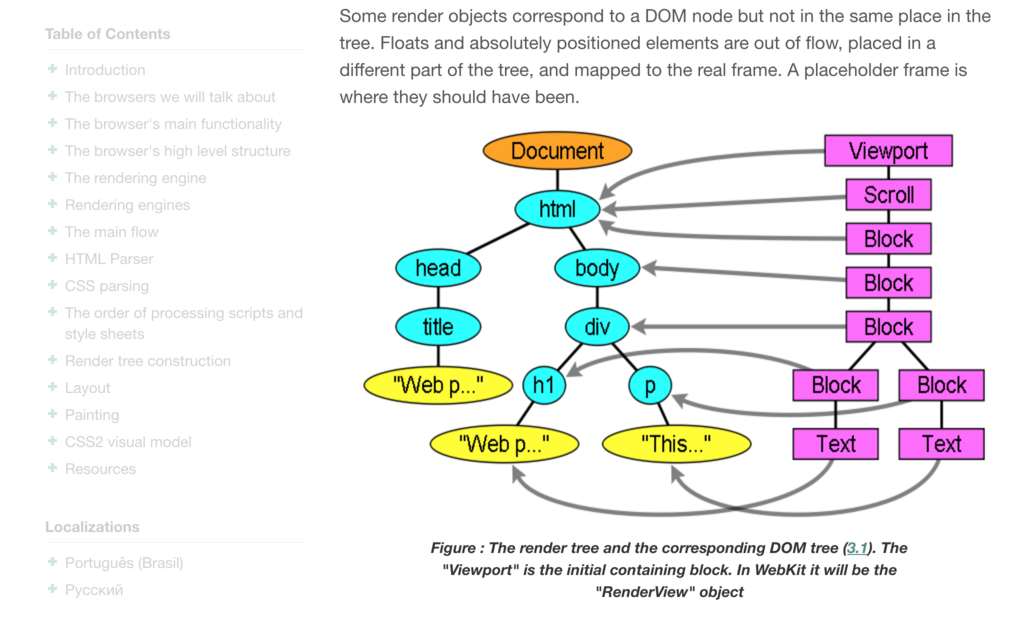 Table of Contents
Introduction
The browsers we will talk about
The browser's main functionality
The browser's high level structure
The rendering engine
Rendering engines
The main flow
HTML Parser
CSS parsing
The order of processing scripts and
style sheets
Render tree construction
Layout
Painting
CSS2 visual model
Resources
Localizations
Português (Brasil)
Русский
Some render objects correspond to a DOM node but not in the same place in the
tree. Floats and absolutely positioned elements are out of flow, placed in a
different part of the tree, and mapped to the real frame. A placeholder frame is
where they should have been.
Document
html
head
body
title
div
"Web p..."
h1
p
"Web p..."
"This..."
Viewport
Scroll
Block
Block
Block
Block
Block
Text
Text
Figure : The render tree and the corresponding DOM tree (3.1). The
"Viewport" is the initial containing block. In WebKit it will be the
"RenderView" object